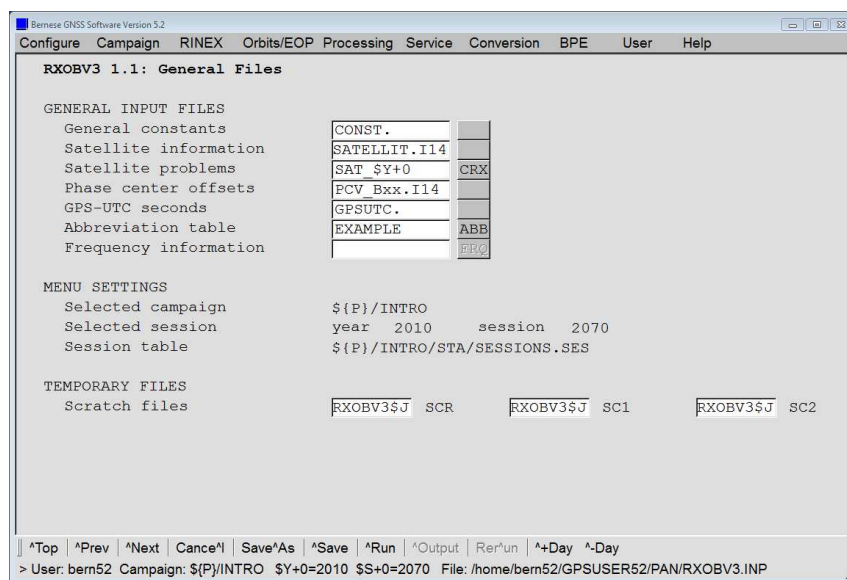 Bernese GNSS Software Version 5.2
Configure Campaign RINEX Orbits/EOP Processing Service Conversion BPE User Help
RXOBV3 1.1: General Files
GENERAL INPUT FILES
General constants CONST.
Satellite information SATELLIT.I14
Satellite problems SAT_$Y+0 CRX
Phase center offsets PCV_Bxx.I14
GPS-UTC seconds GPSUTC.
Abbreviation table EXAMPLE ABB
Frequency information FRQ
MENU SETTINGS
Selected campaign ${P}/INTRO
Selected session year 2010 session 2070
Session table ${P}/INTRO/STA/SESSIONS.SES
TEMPORARY FILES
Scratch files RXOBV3$J SCR RXOBV3$J SC1 RXOBV3$J SC2
^Top | ^Prev | ^Next | Cance^l | Save^As | ^Save | ^Run | ^Output | Rer^un | ^+Day ^-Day
> User: bern52 Campaign: ${P}/INTRO $Y+0=2010 $S+0=2070 File: /home/bern52/GPSUSER52/PAN/RXOBV3.INP